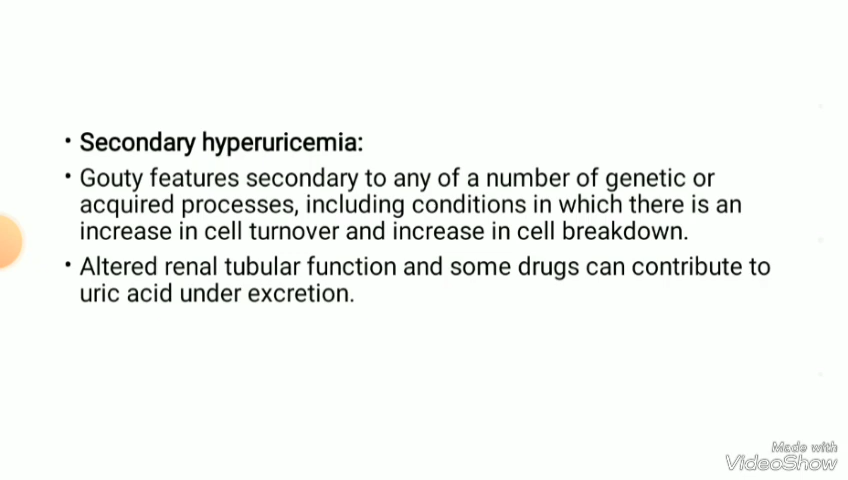 • Secondary hyperuricemia:
• Gouty features secondary to any of a number of genetic or
acquired processes, including conditions in which there is an
increase in cell turnover and increase in cell breakdown.
• Altered renal tubular function and some drugs can contribute to
uric acid under excretion.
Made with
VideoShow